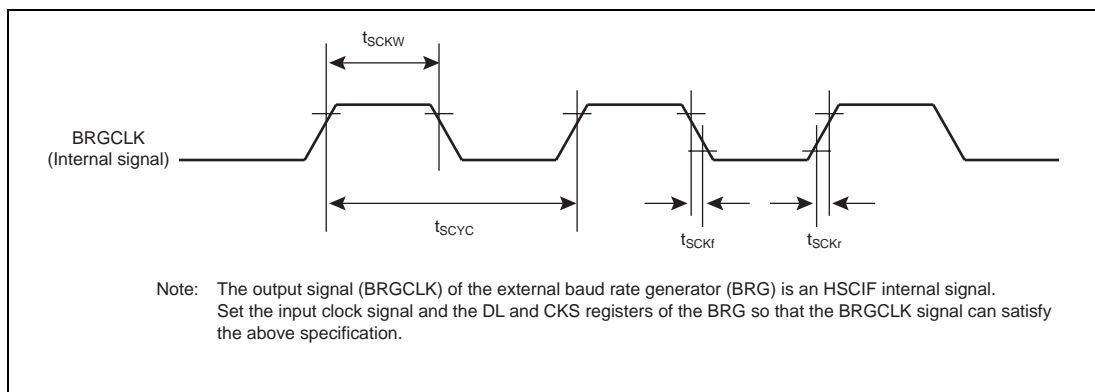 tSCKW
BRGCLK
(Internal signal)
tSCYC
tSCKf
tSCKr
Note: The output signal (BRGCLK) of the external baud rate generator (BRG) is an HSCIF internal signal.
Set the input clock signal and the DL and CKS registers of the BRG so that the BRGCLK signal can satisfy
the above specification.